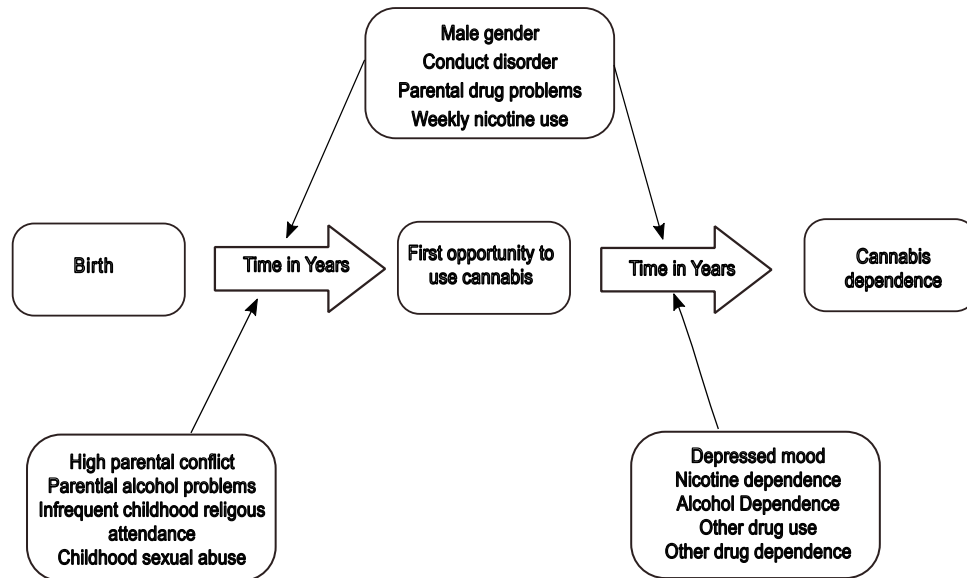 Male gender
Conduct disorder
Parental drug problems
Weekly nicotine use
Birth
Time in Years
First opportunity to
use cannabis
Time in Years
Cannabis
dependence
High parental conflict
Parential alcohol problems
Infrequent childhood religous
attendance
Childhood sexual abuse
Depressed mood
Nicotine dependence
Alcohol Dependence
Other drug use
Other drug dependence